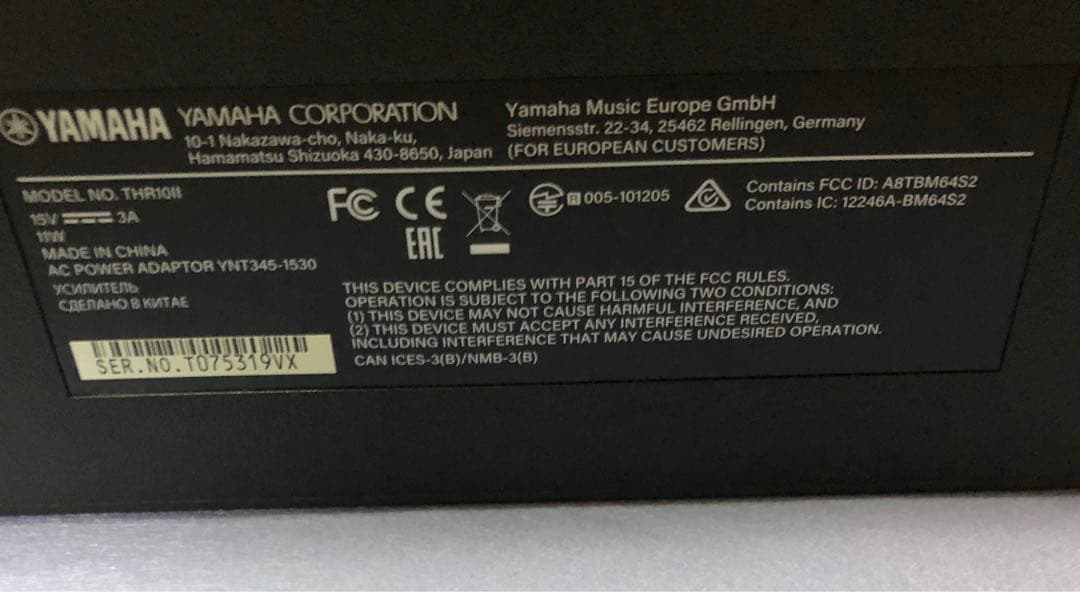 YAMAHA
YAMAHA CORPORATION
10-1 Nakazawa-cho, Naka-ku,
Hamamatsu Shizuoka 430-8650, Japan
Yamaha Music Europe GmbH
Siemensstr. 22-34, 25462 Rellingen, Germany
(FOR EUROPEAN CUSTOMERS)
MODEL NO. THR10II
15V 3A
11W
MADE IN CHINA
AC POWER ADAPTOR YNT345-1530
УСИЛИТЕЛЬ
СДЕЛАНО В КИТАЕ
SER.NO.T075319VX
FC CE
EAC
R 005-101205
Contains FCC ID: A8TBM64S2
Contains IC: 12246A-BM64S2
THIS DEVICE COMPLIES WITH PART 15 OF THE FCC RULES.
OPERATION IS SUBJECT TO THE FOLLOWING TWO CONDITIONS:
(1) THIS DEVICE MAY NOT CAUSE HARMFUL INTERFERENCE, AND
(2) THIS DEVICE MUST ACCEPT ANY INTERFERENCE RECEIVED,
INCLUDING INTERFERENCE THAT MAY CAUSE UNDESIRED OPERATION.
CAN ICES-3(B)/NMB-3(B)